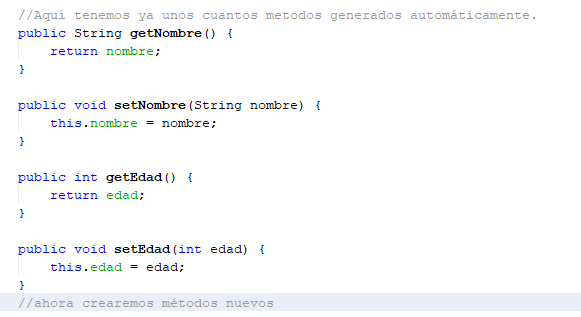 //Aquí tenemos ya unos cuantos metodos generados automáticamente.
public String getNombre() {
    return nombre;
}

public void setNombre(String nombre) {
    this.nombre = nombre;
}

public int getEdad() {
    return edad;
}

public void setEdad(int edad) {
    this.edad = edad;
}
//ahora crearemos métodos nuevos